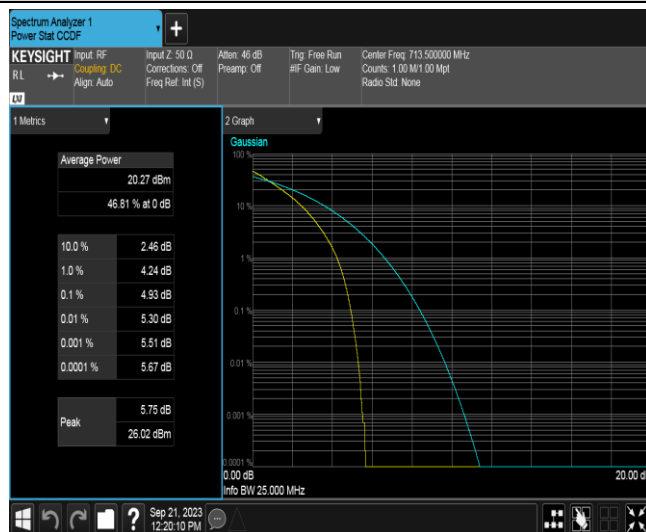 Spectrum Analyzer 1
Power Stat CCDF
KEYSIGHT
RL
LXI
Input: RF
Coupling: DC
Align: Auto
Input Z: 50 Ω
Corrections: Off
Freq Ref: Int (S)
Atten: 46 dB
Preamp: Off
Trig: Free Run
#IF Gain: Low
Center Freq: 713.500000 MHz
Counts: 1.00 M/1.00 Mpt
Radio Std: None
1 Metrics
Average Power
20.27 dBm
46.81 % at 0 dB
10.0 % 2.46 dB
1.0 % 4.24 dB
0.1 % 4.93 dB
0.01 % 5.30 dB
0.001 % 5.51 dB
0.0001 % 5.67 dB
Peak
5.75 dB
26.02 dBm
2 Graph
Gaussian
100 %
10 %
1 %
0.1 %
0.01 %
0.001 %
0.0001 %
0.00 dB
20.00 d
Info BW 25.000 MHz
?
Sep 21, 2023
12:20:10 PM